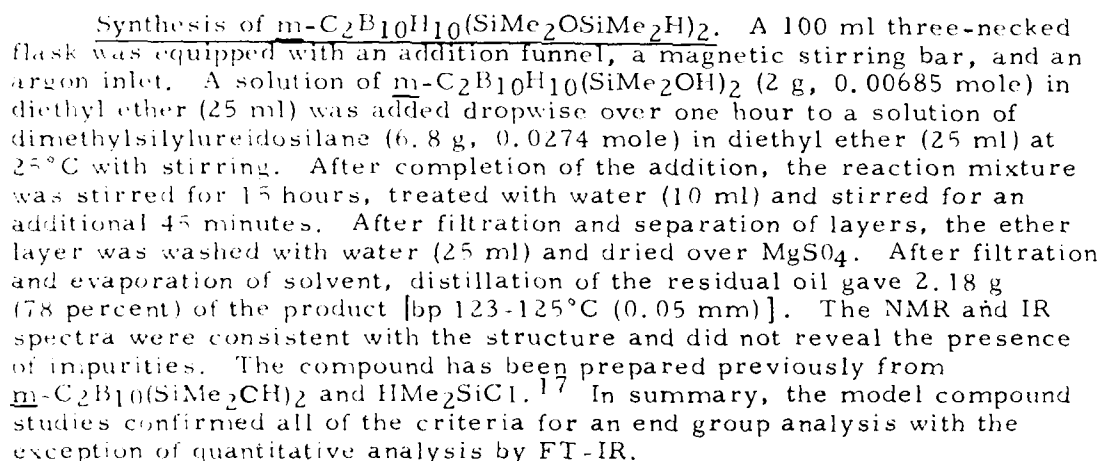 Synthesis of m-C2B10H10(SiMe2OSiMe2H)2. A 100 ml three-necked
flask was equipped with an addition funnel, a magnetic stirring bar, and an
argon inlet. A solution of m-C2B10H10(SiMe2OH)2 (2 g, 0.00685 mole) in
diethyl ether (25 ml) was added dropwise over one hour to a solution of
dimethylsilylureidosilane (6.8 g, 0.0274 mole) in diethyl ether (25 ml) at
25°C with stirring. After completion of the addition, the reaction mixture
was stirred for 15 hours, treated with water (10 ml) and stirred for an
additional 45 minutes. After filtration and separation of layers, the ether
layer was washed with water (25 ml) and dried over MgSO4. After filtration
and evaporation of solvent, distillation of the residual oil gave 2.18 g
(78 percent) of the product [bp 123-125°C (0.05 mm)]. The NMR and IR
spectra were consistent with the structure and did not reveal the presence
of impurities. The compound has been prepared previously from
m-C2B10(SiMe2CH)2 and HMe2SiCl.17 In summary, the model compound
studies confirmed all of the criteria for an end group analysis with the
exception of quantitative analysis by FT-IR.